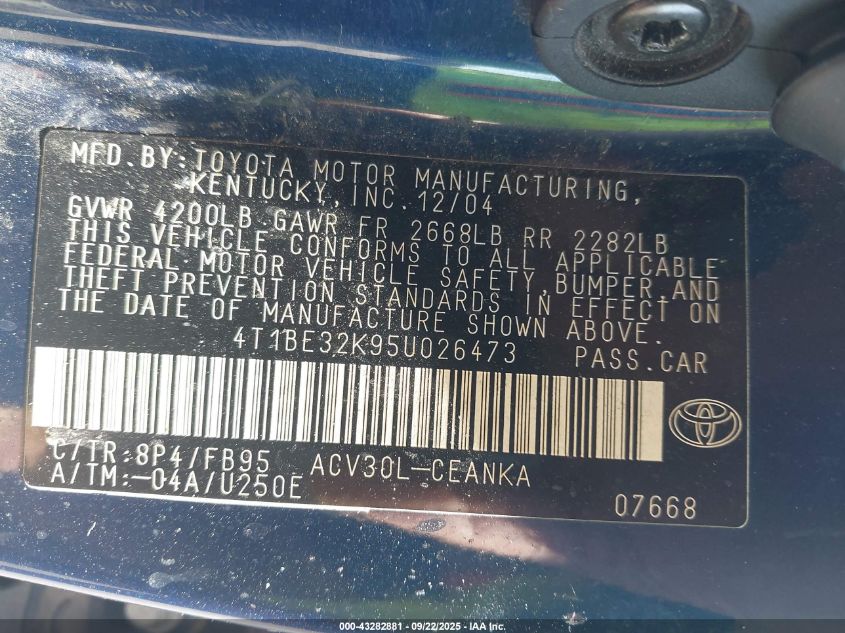 MFD. BY: TOYOTA MOTOR MANUFACTURING,
KENTUCKY, INC. 12/04
GVWR 4200LB GAWR FR 2668LB RR 2282LB
THIS VEHICLE CONFORMS TO ALL APPLICABLE
FEDERAL MOTOR VEHICLE SAFETY, BUMPER, AND
THEFT PREVENTION STANDARDS IN EFFECT ON
THE DATE OF MANUFACTURE SHOWN ABOVE.
4T1BE32K95U026473 PASS.CAR
C/TR:8P4/FB95 ACV30L-CEANKA
A/TM:-04A/U250E
07668
000-43282881 - 09/22/2025 - IAA Inc.